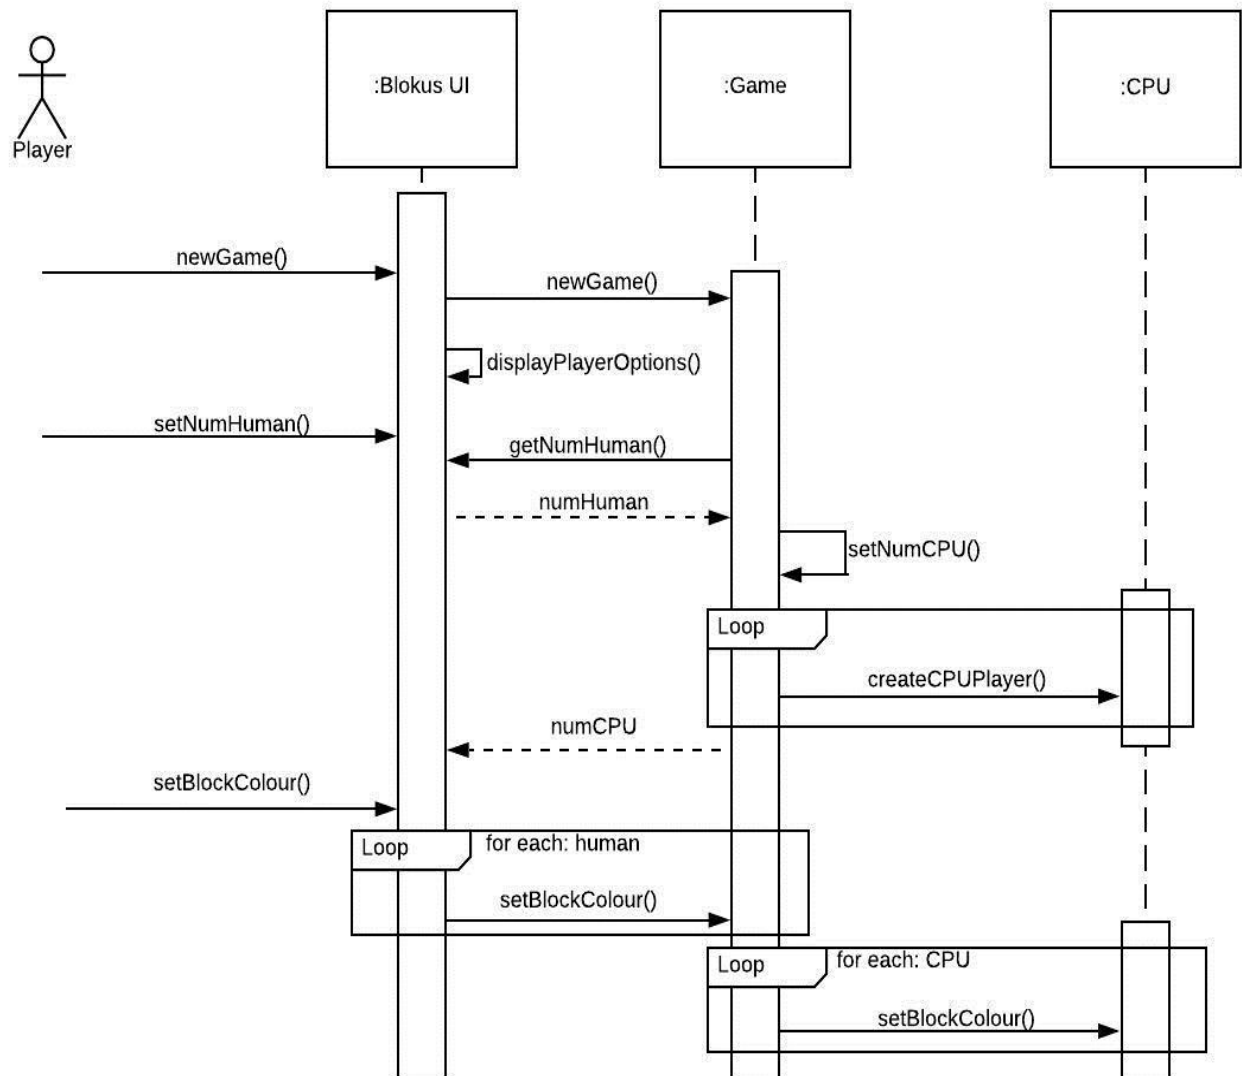 :Blokus UI
:Game
:CPU
Player
newGame()
newGame()
displayPlayerOptions()
setNumHuman()
getNumHuman()
numHuman
setNumCPU()
Loop
createCPUPlayer()
numCPU
setBlockColour()
Loop
for each: human
setBlockColour()
Loop
for each: CPU
setBlockColour()